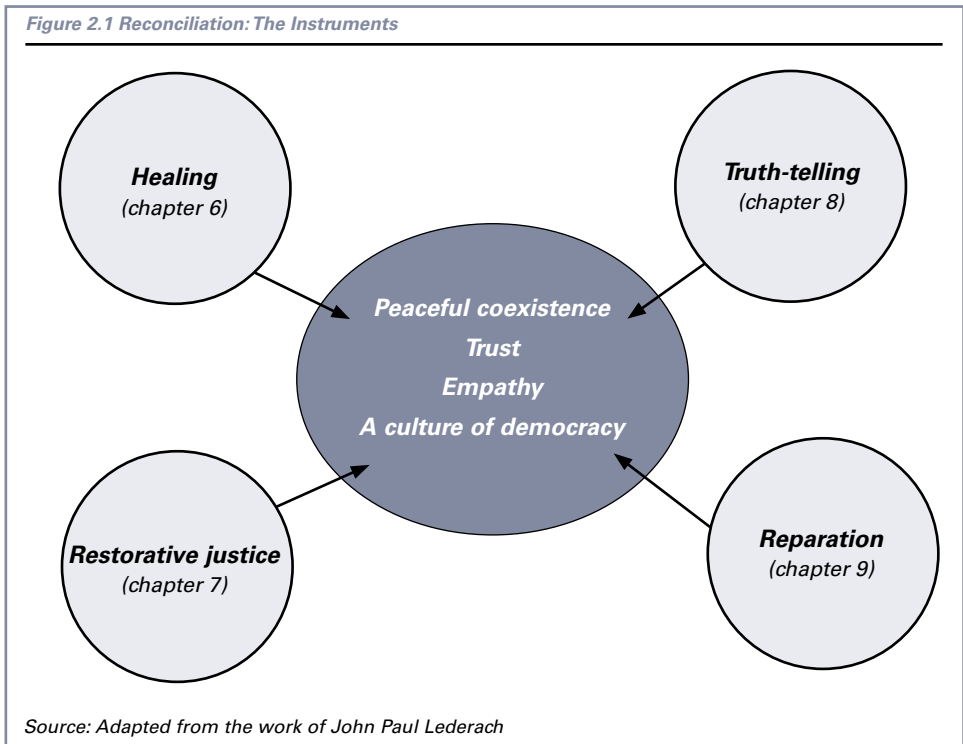 Figure 2.1 Reconciliation: The Instruments
Healing
(chapter 6)
Truth-telling
(chapter 8)
Peaceful coexistence
Trust
Empathy
A culture of democracy
Restorative justice
(chapter 7)
Reparation
(chapter 9)
Source: Adapted from the work of John Paul Lederach